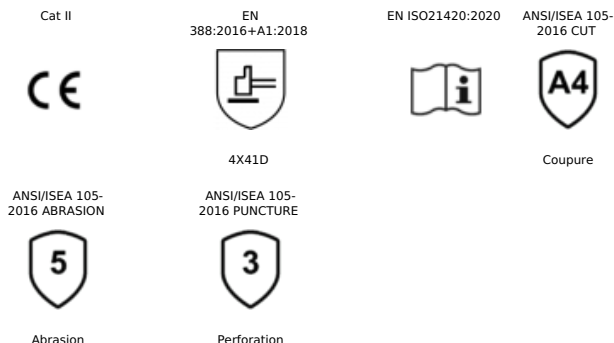 Cat II
EN
388:2016+A1:2018
EN ISO21420:2020
ANSI/ISEA 105-
2016 CUT
CE
i
A4
4X41D
Coupure
ANSI/ISEA 105-
2016 ABRASION
ANSI/ISEA 105-
2016 PUNCTURE
5
3
Abrasion
Perforation